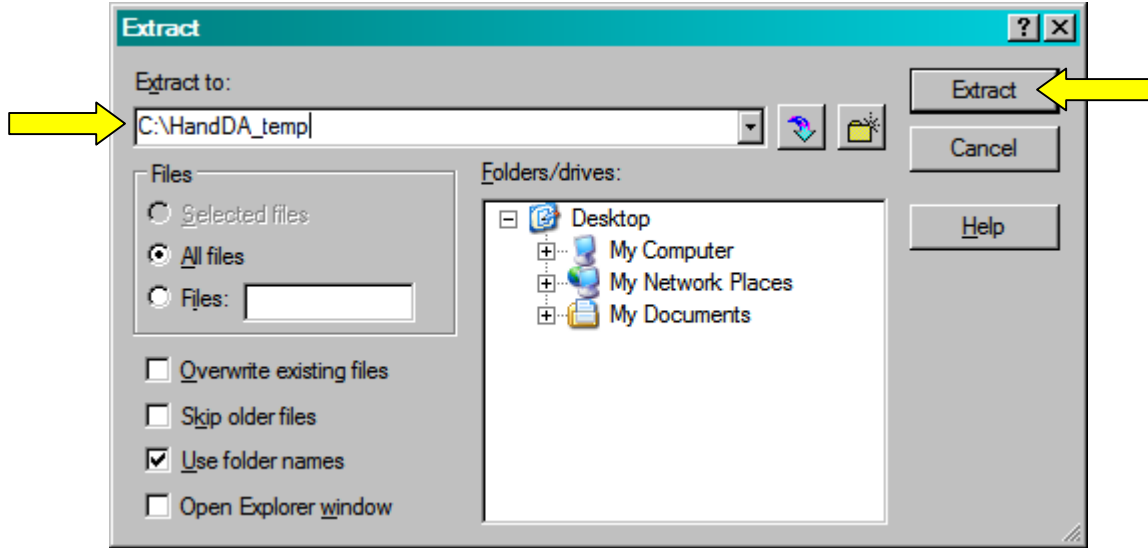 Extract
Extract to:
C:\HandDA_temp
Extract
Cancel
Help
Files
Selected files
All files
Files:
Folders/drives:
Desktop
My Computer
My Network Places
My Documents
Overwrite existing files
Skip older files
Use folder names
Open Explorer window